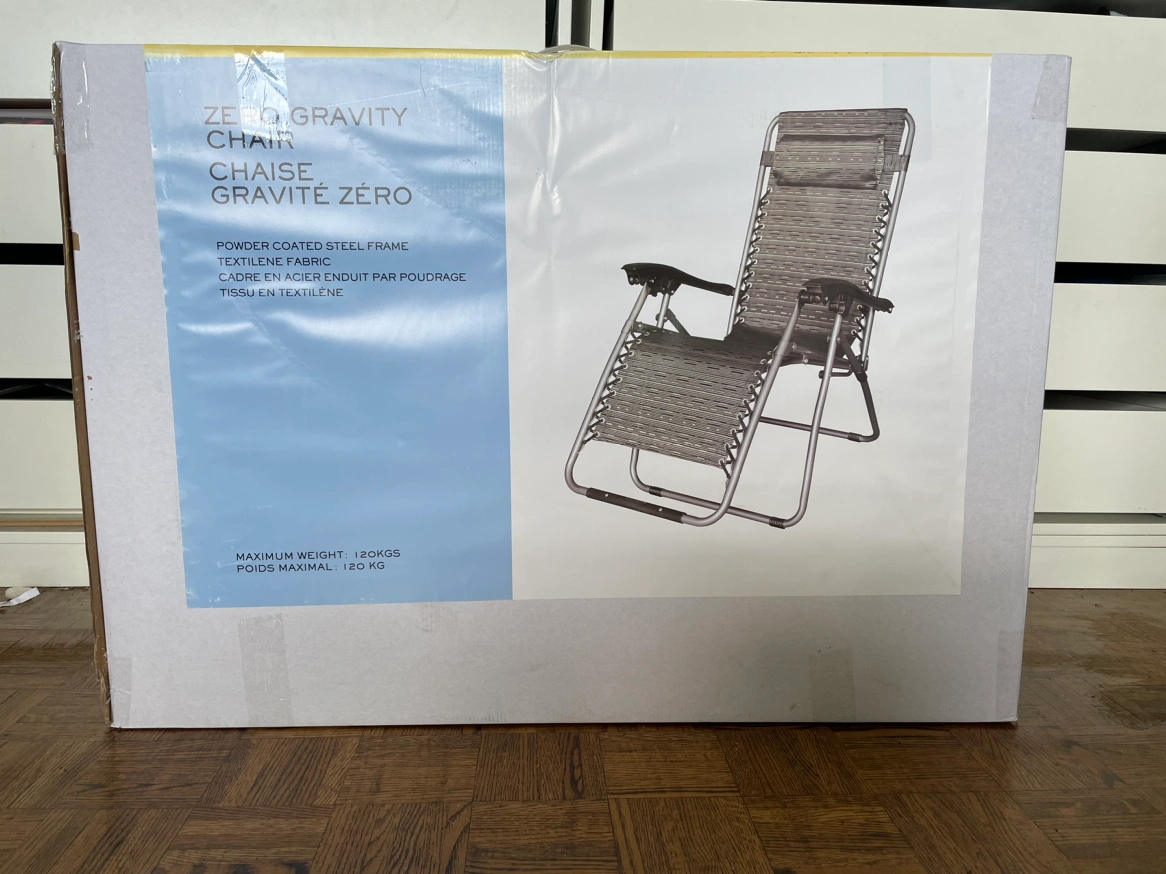 ZERO GRAVITY
CHAIR
CHAISE
GRAVITÉ ZÉRO
POWDER COATED STEEL FRAME
TEXTILENE FABRIC
CADRE EN ACIER ENDUIT PAR POUDRAGE
TISSU EN TEXTILÈNE
MAXIMUM WEIGHT: 120KGS
POIDS MAXIMAL: 120 KG